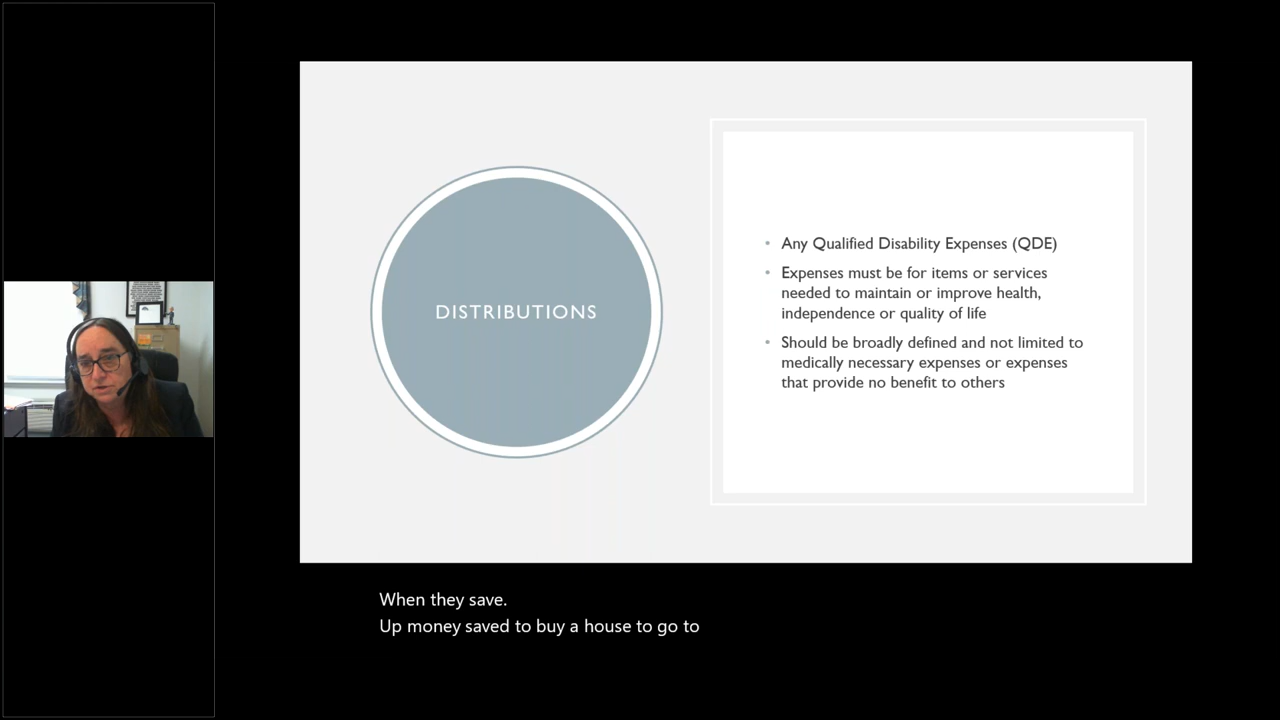 DISTRIBUTIONS
• Any Qualified Disability Expenses (QDE)
• Expenses must be for items or services
needed to maintain or improve health,
independence or quality of life
• Should be broadly defined and not limited to
medically necessary expenses or expenses
that provide no benefit to others
When they save.
Up money saved to buy a house to go to